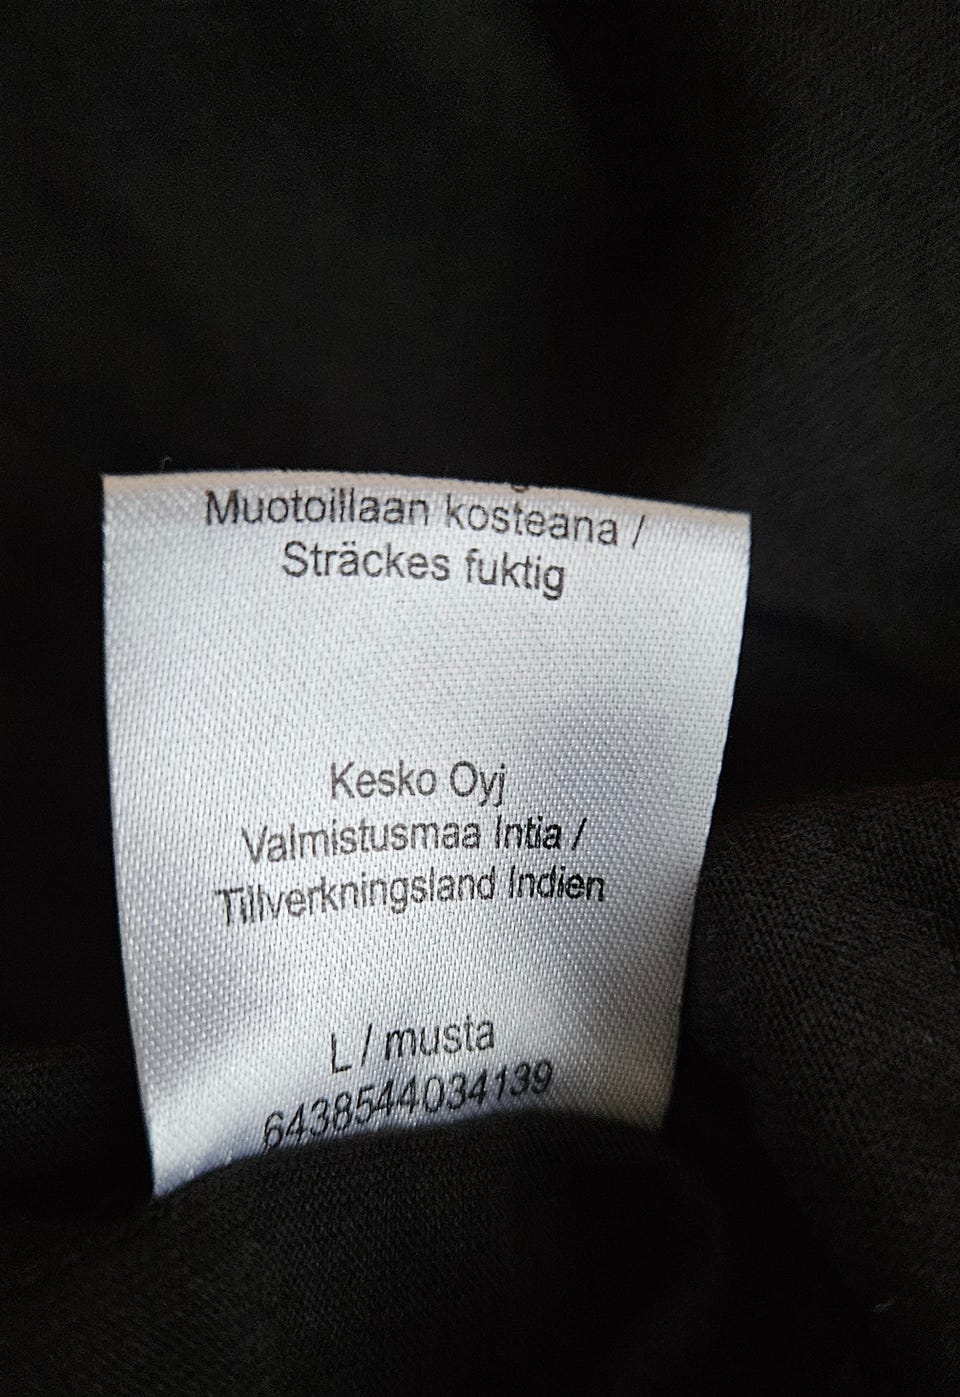 Muotoillaan kosteana /
Sträckes fuktig
Kesko Oyj
Valmistusmaa Intia /
Tillverkningsland Indien
L / musta
6438544034139